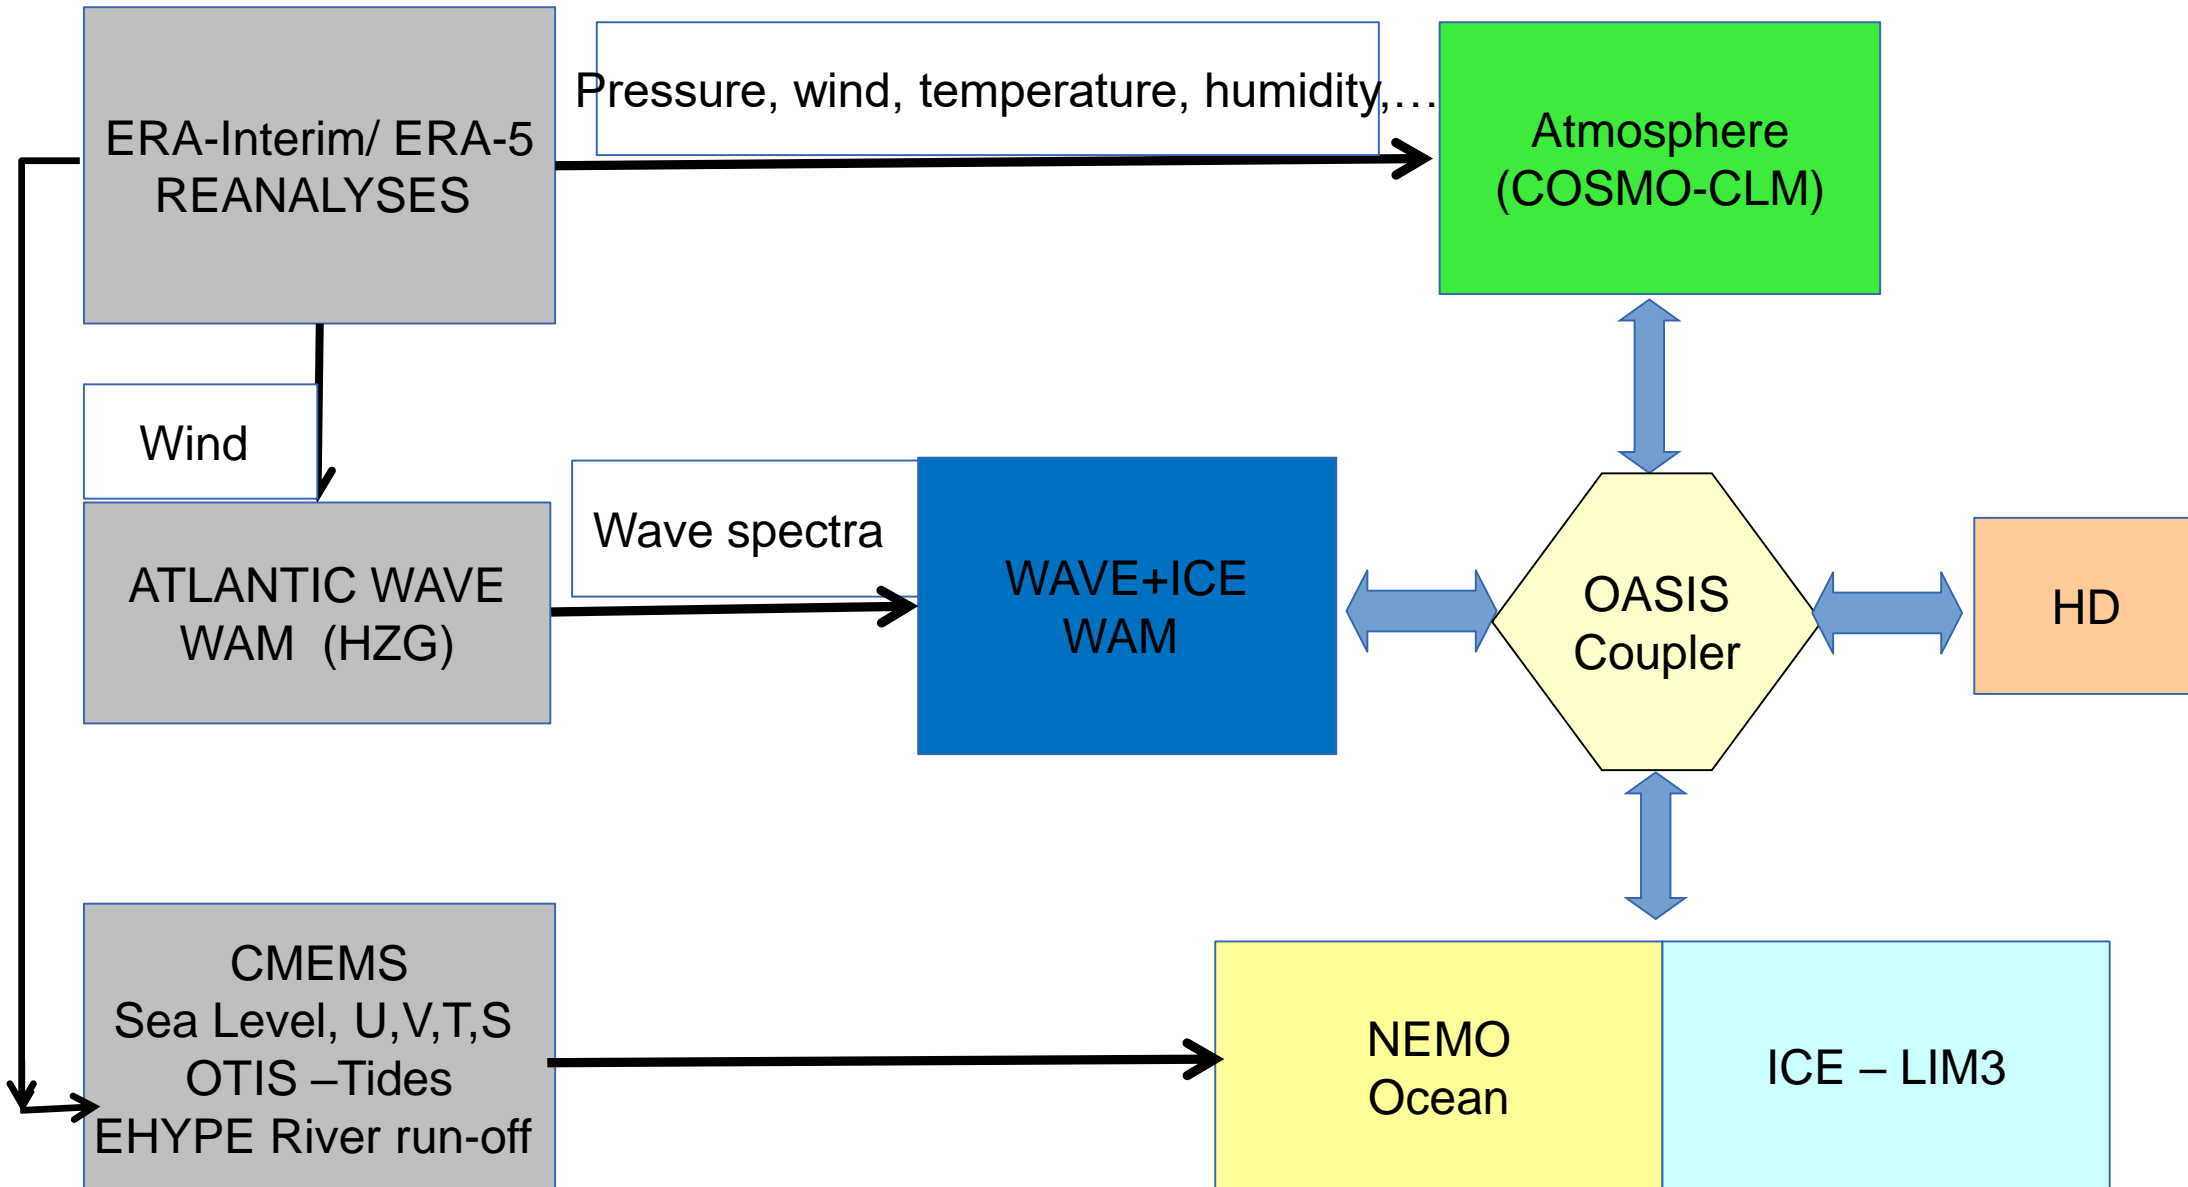 Pressure, wind, temperature, humidity,…
ERA-Interim/ ERA-5
REANALYSES
Atmosphere
(COSMO-CLM)
Wind
Wave spectra
ATLANTIC WAVE
WAM (HZG)
WAVE+ICE
WAM
OASIS
Coupler
HD
CMEMS
Sea Level, U,V,T,S
OTIS –Tides
EHYPE River run-off
NEMO
Ocean
ICE – LIM3